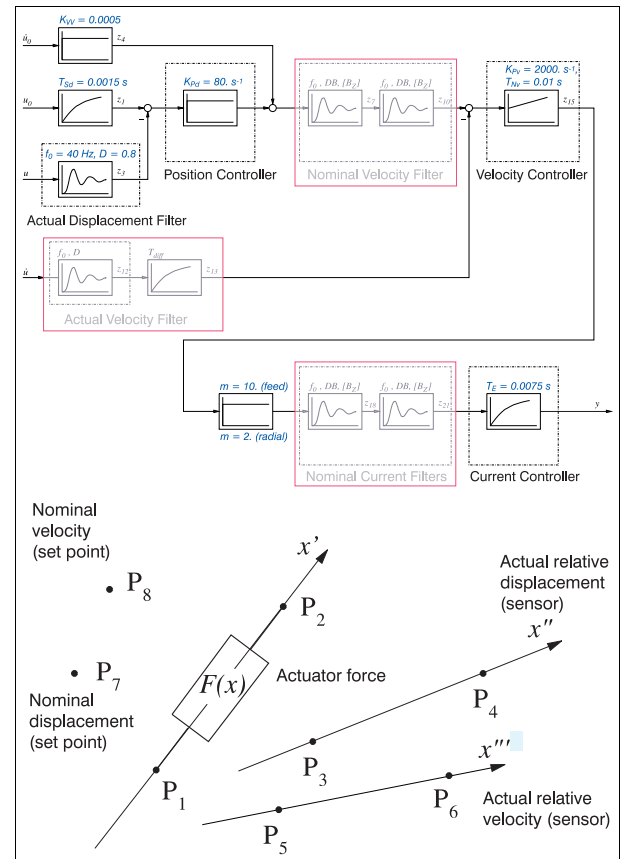 K_VV = 0.0005
u̇₀
z₄
T_Sd = 0.0015 s
K_Pd = 80. s⁻¹
f₀, DB, [B_Z]
f₀, DB, [B_Z]
K_Pv = 2000. s⁻¹,
T_Nv = 0.01 s
u₀
z₁
z₇
z₁₀
z₁₅
-
-
f₀ = 40 Hz, D = 0.8
Position Controller
Nominal Velocity Filter
Velocity Controller
u
z₃
Actual Displacement Filter
f₀, D
T_diff
u̇
z₁₂
z₁₃
Actual Velocity Filter
m = 10. (feed)
f₀, DB, [B_Z]
f₀, DB, [B_Z]
T_E = 0.0075 s
z₁₈
z₂₁
y
m = 2. (radial)
Nominal Current Filters
Current Controller
Nominal
velocity
(set point)
P₈
x'
P₂
Actual relative
displacement
(sensor)
x''
P₇
Nominal
displacement
(set point)
F(x)
Actuator force
P₄
P₃
P₁
x'''
P₆
P₅
Actual relative
velocity (sensor)